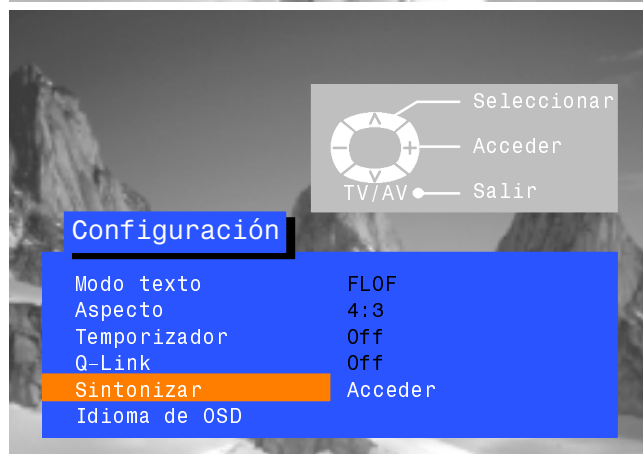 Seleccionar
Acceder
TV/AV Salir
Configuración
Modo texto FLOF
Aspecto 4:3
Temporizador Off
Q-Link Off
Sintonizar Acceder
Idioma de OSD